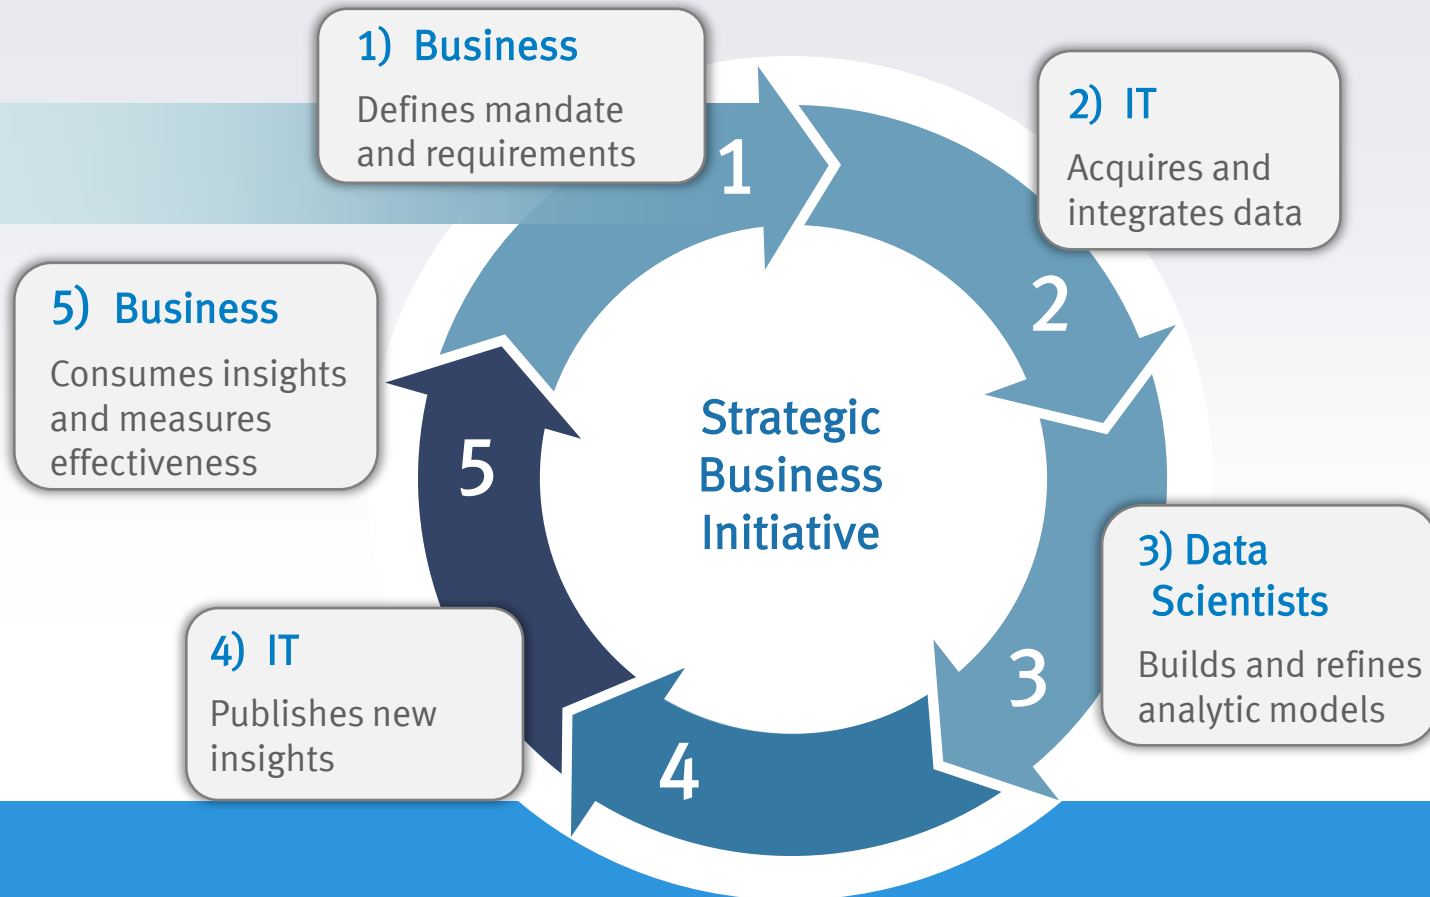 1) Business
Defines mandate
and requirements
1
2) IT
Acquires and
integrates data
2
3) Data
Scientists
Builds and refines
analytic models
3
4) IT
Publishes new
insights
4
5) Business
Consumes insights
and measures
effectiveness
5
Strategic
Business
Initiative